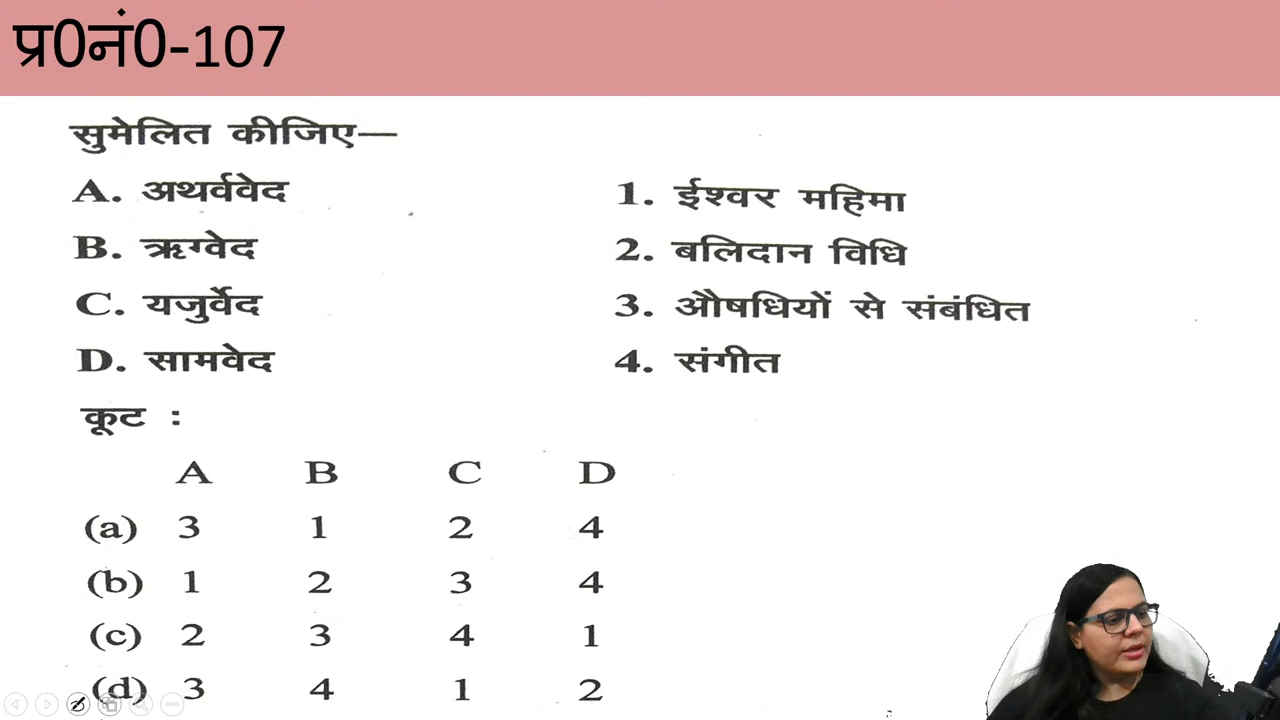 प्र0नं0-107
सुमेलित कीजिए—
A. अथर्ववेद 1. ईश्वर महिमा
B. ऋग्वेद 2. बलिदान विधि
C. यजुर्वेद 3. औषधियों से संबंधित
D. सामवेद 4. संगीत
कूट :
A B C D
(a) 3 1 2 4
(b) 1 2 3 4
(c) 2 3 4 1
(d) 3 4 1 2